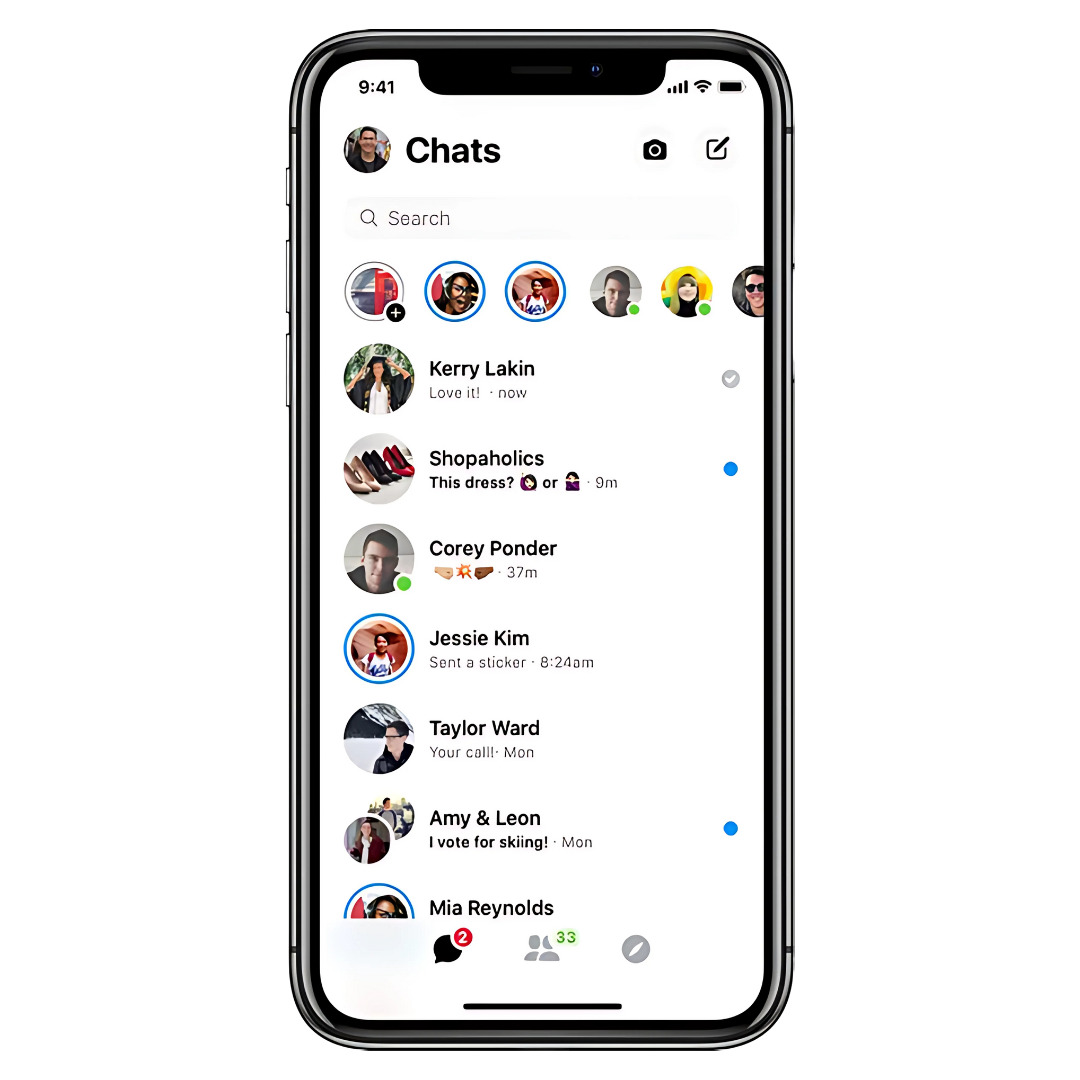 9:41
Chats
Search
Kerry Lakin
Love it! · now
Shopaholics
This dress? 🙋🏻‍♀️ or 🙅🏻‍♀️ · 9m
Corey Ponder
🤜🏼💥🤛🏾 · 37m
Jessie Kim
Sent a sticker · 8:24am
Taylor Ward
Your call!· Mon
Amy & Leon
I vote for skiing! · Mon
Mia Reynolds
2
33